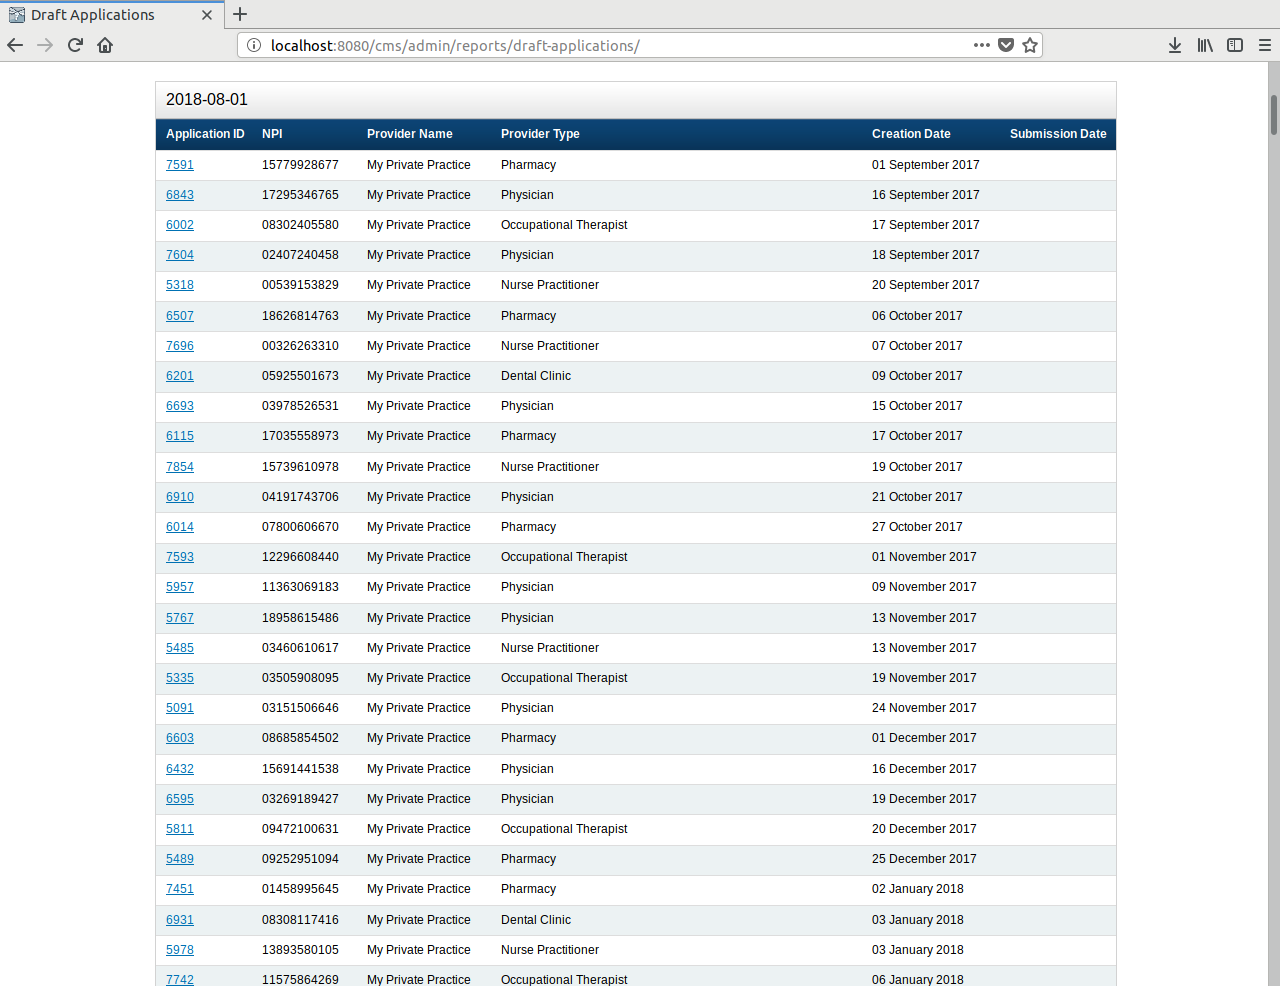 Draft Applications
localhost:8080/cms/admin/reports/draft-applications/
2018-08-01
Application ID NPI Provider Name Provider Type Creation Date Submission Date
7591 15779928677 My Private Practice Pharmacy 01 September 2017
6843 17295346765 My Private Practice Physician 16 September 2017
6002 08302405580 My Private Practice Occupational Therapist 17 September 2017
7604 02407240458 My Private Practice Physician 18 September 2017
5318 00539153829 My Private Practice Nurse Practitioner 20 September 2017
6507 18626814763 My Private Practice Pharmacy 06 October 2017
7696 00326263310 My Private Practice Nurse Practitioner 07 October 2017
6201 05925501673 My Private Practice Dental Clinic 09 October 2017
6693 03978526531 My Private Practice Physician 15 October 2017
6115 17035558973 My Private Practice Pharmacy 17 October 2017
7854 15739610978 My Private Practice Nurse Practitioner 19 October 2017
6910 04191743706 My Private Practice Physician 21 October 2017
6014 07800606670 My Private Practice Pharmacy 27 October 2017
7593 12296608440 My Private Practice Occupational Therapist 01 November 2017
5957 11363069183 My Private Practice Physician 09 November 2017
5767 18958615486 My Private Practice Physician 13 November 2017
5485 03460610617 My Private Practice Nurse Practitioner 13 November 2017
5335 03505908095 My Private Practice Occupational Therapist 19 November 2017
5091 03151506646 My Private Practice Physician 24 November 2017
6603 08685854502 My Private Practice Pharmacy 01 December 2017
6432 15691441538 My Private Practice Physician 16 December 2017
6595 03269189427 My Private Practice Physician 19 December 2017
5811 09472100631 My Private Practice Occupational Therapist 20 December 2017
5489 09252951094 My Private Practice Pharmacy 25 December 2017
7451 01458995645 My Private Practice Pharmacy 02 January 2018
6931 08308117416 My Private Practice Dental Clinic 03 January 2018
5978 13893580105 My Private Practice Nurse Practitioner 03 January 2018
7742 11575864269 My Private Practice Occupational Therapist 06 January 2018